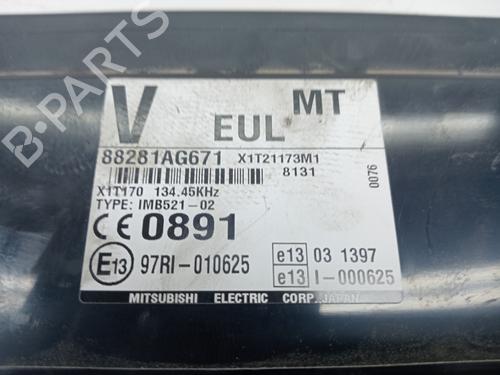 V EUL MT
88281AG671 X1T21173M1
8131
0076
X1T170 134.45KHz
TYPE: IMB521-02
CE 0891
E13 97RI-010625
e13 03 1397
e13 I-000625
MITSUBISHI ELECTRIC CORP. JAPAN